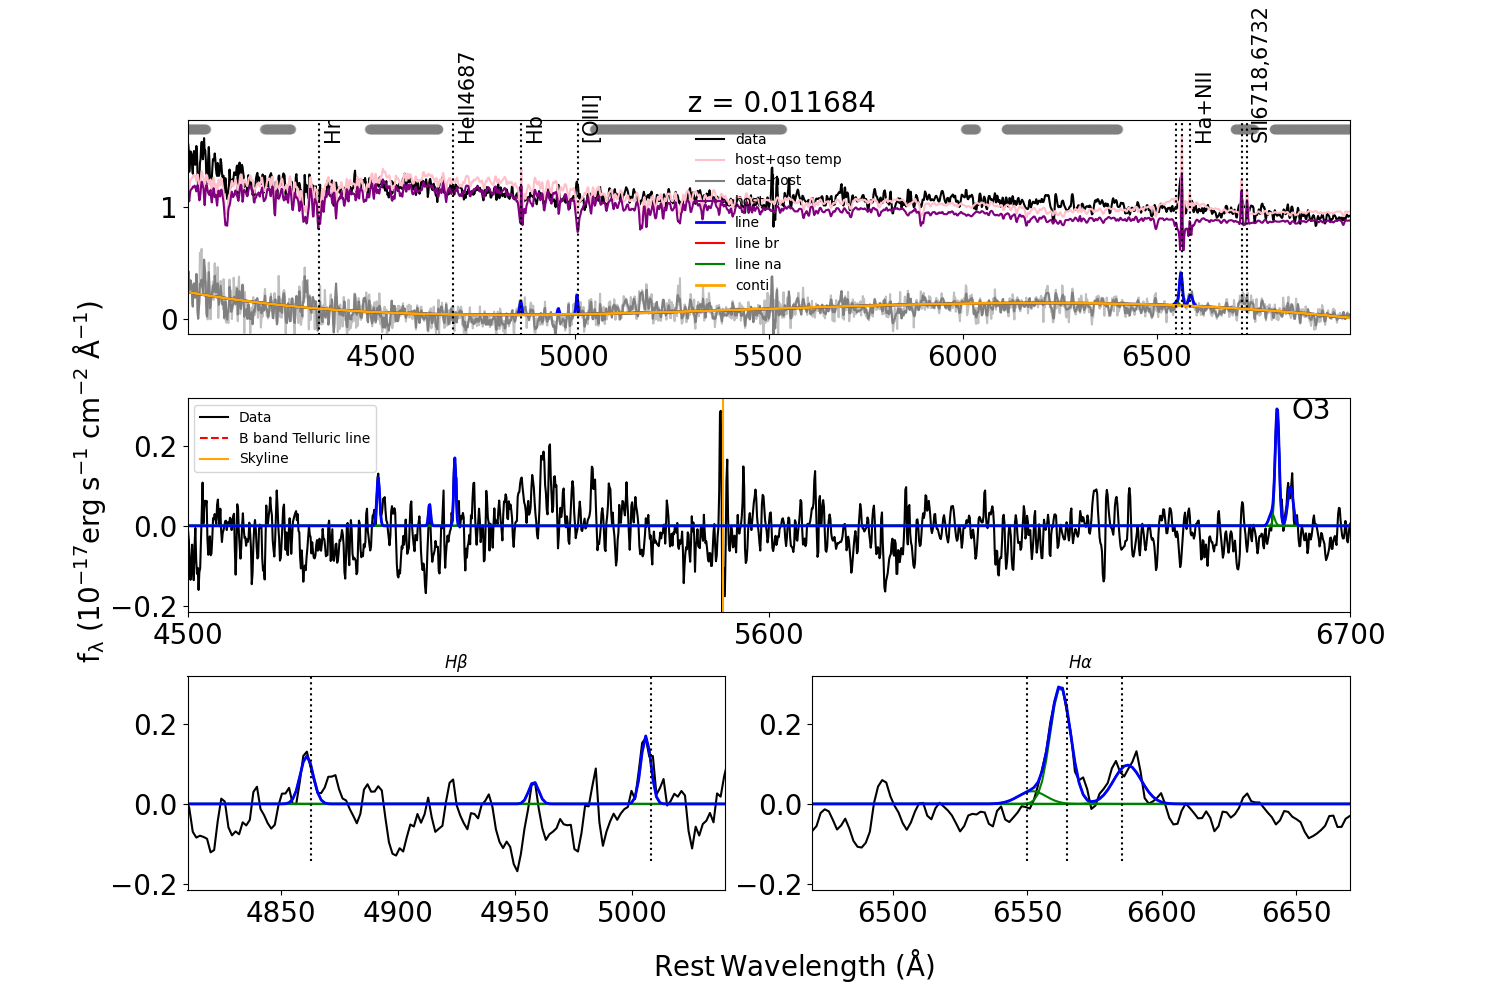 z = 0.011684
Hr
HeII4687
Hb
[OIII]
Ha+NII
SII6718,6732
data
host+qso temp
data-host
line
line br
line na
conti
1
0
4500
5000
5500
6000
6500
f_λ (10^{-17}erg s^{-1} cm^{-2} Å^{-1})
Data
B band Telluric line
Skyline
O3
0.2
0.0
−0.2
4500
5600
6700
Hβ
0.2
0.0
−0.2
4850
4900
4950
5000
Hα
0.2
0.0
−0.2
6500
6550
6600
6650
Rest Wavelength (Å)